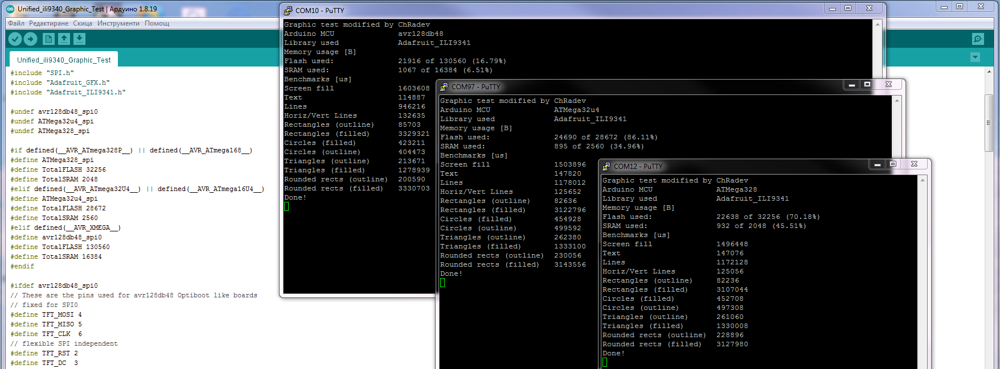 Unified_ili9340_Graphic_Test | Ардуино 1.8.19
Файл Редактиране Скица Инструменти Помощ
Unified_ili9340_Graphic_Test
#include "SPI.h"
#include "Adafruit_GFX.h"
#include "Adafruit_ILI9341.h"
#undef avr128db48_spi0
#undef ATMega32u4_spi
#undef ATMega328_spi
#if defined(__AVR_ATmega328P__) || defined(__AVR_ATmega168__)
#define ATMega328_spi
#define TotalFLASH 32256
#define TotalSRAM 2048
#elif defined(__AVR_ATmega32U4__) || defined(__AVR_ATmega16U4__)
#define ATMega32u4_spi
#define TotalFLASH 28672
#define TotalSRAM 2560
#elif defined(__AVR_XMEGA__)
#define avr128db48_spi0
#define TotalFLASH 130560
#define TotalSRAM 16384
#endif
#ifdef avr128db48_spi0
// These are the pins used for avr128db48 Optiboot like boards
// fixed for SPI0
#define TFT_MOSI 4
#define TFT_MISO 5
#define TFT_CLK 6
// flexible SPI independent
#define TFT_RST 2
#define TFT_DC 3
COM10 - PuTTY
Graphic test modified by ChRadev
Arduino MCU avr128db48
Library used Adafruit_ILI9341
Memory usage [B]
Flash used: 21916 of 130560 (16.79%)
SRAM used: 1067 of 16384 (6.51%)
Benchmarks [us]
Screen fill 1603608
Text 114887
Lines 946216
Horiz/Vert Lines 132635
Rectangles (outline) 85703
Rectangles (filled) 3329321
Circles (filled) 423211
Circles (outline) 404473
Triangles (outline) 213671
Triangles (filled) 1278939
Rounded rects (outline) 200590
Rounded rects (filled) 3330703
Done!
COM97 - PuTTY
Graphic test modified by ChRadev
Arduino MCU ATMega32u4
Library used Adafruit_ILI9341
Memory usage [B]
Flash used: 24690 of 28672 (86.11%)
SRAM used: 895 of 2560 (34.96%)
Benchmarks [us]
Screen fill 1503896
Text 147820
Lines 1178012
Horiz/Vert Lines 125652
Rectangles (outline) 82636
Rectangles (filled) 3122796
Circles (filled) 454928
Circles (outline) 499592
Triangles (outline) 262380
Triangles (filled) 1333100
Rounded rects (outline) 230056
Rounded rects (filled) 3143556
Done!
COM12 - PuTTY
Graphic test modified by ChRadev
Arduino MCU ATMega328
Library used Adafruit_ILI9341
Memory usage [B]
Flash used: 22638 of 32256 (70.18%)
SRAM used: 932 of 2048 (45.51%)
Benchmarks [us]
Screen fill 1496448
Text 147076
Lines 1172128
Horiz/Vert Lines 125056
Rectangles (outline) 82236
Rectangles (filled) 3107044
Circles (filled) 452708
Circles (outline) 497308
Triangles (outline) 261060
Triangles (filled) 1330008
Rounded rects (outline) 228896
Rounded rects (filled) 3127980
Done!